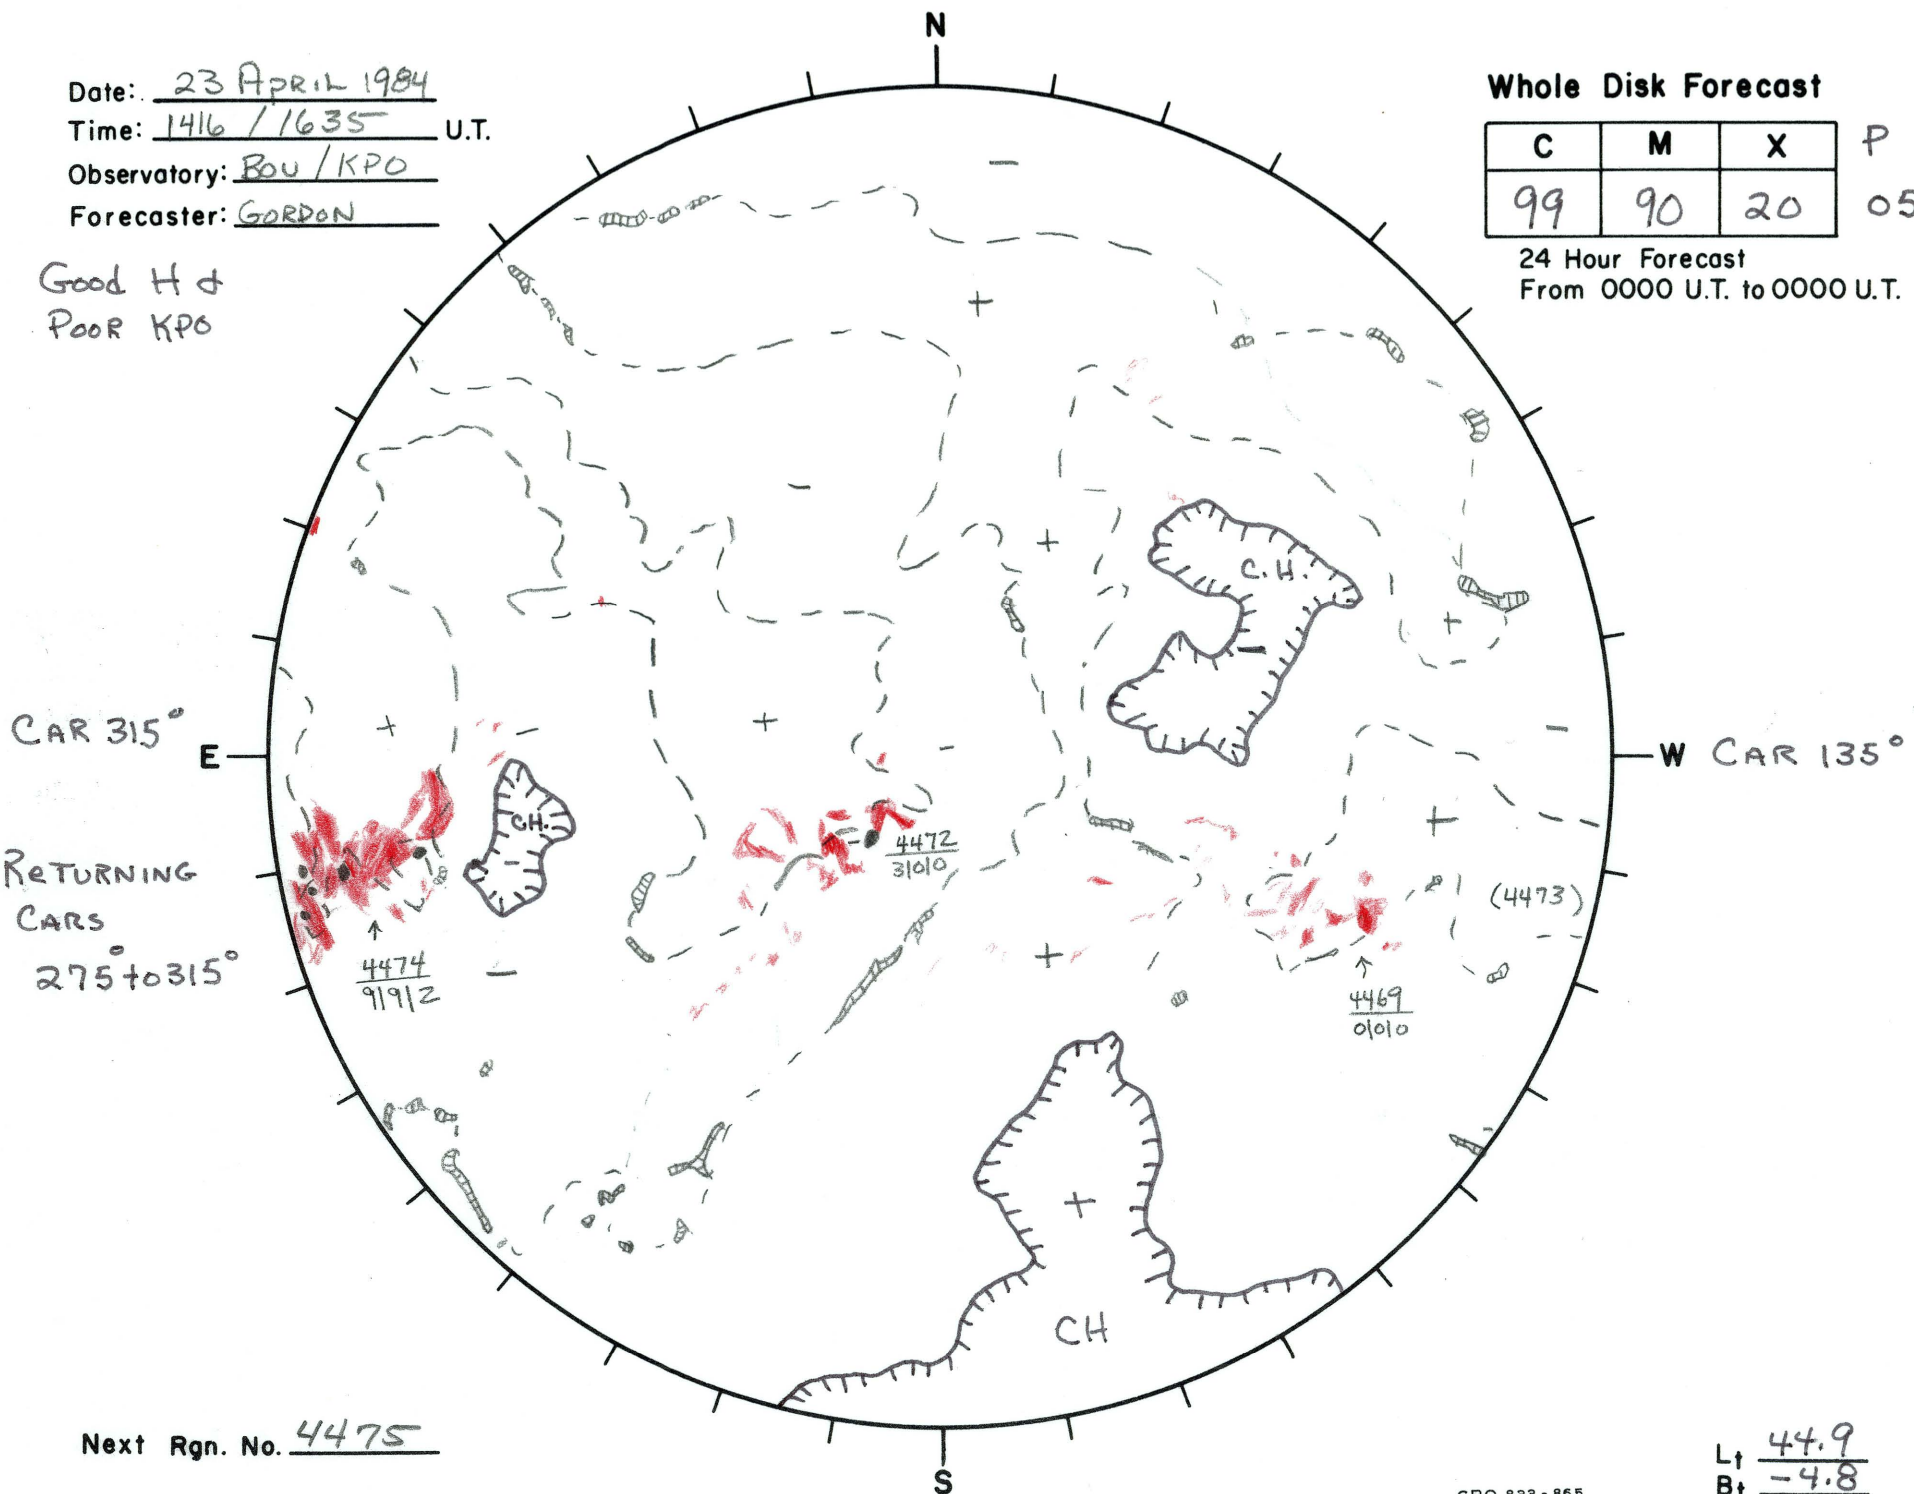 N
Date: 23 APRIL 1984
Time: 1416 / 1635 U.T.
Observatory: BOU / KPO
Forecaster: GORDON
Good H α
POOR KPO
Whole Disk Forecast
C M X P
99 90 20 05
24 Hour Forecast
From 0000 U.T. to 0000 U.T.
−
+
−
+
C.H.
−
+
CAR 315°
E
+
−
+
−
−
W CAR 135°
C.H.
−
+
4472
3/0/0
RETURNING
CARS
275° to 315°
(4473)
4474
9/9/2
−
+
4469
0/0/0
+
CH
Next Rgn. No. 4475
S
Lt 44.9
Bt -4.8